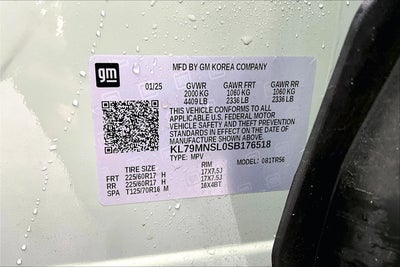 gm
MFD BY GM KOREA COMPANY
01/25 GVWR GAWR FRT GAWR RR
2000 KG 1060 KG 1060 KG
4409 LB 2336 LB 2336 LB
THIS VEHICLE CONFORMS TO ALL
APPLICABLE U.S. FEDERAL MOTOR
VEHICLE SAFETY AND THEFT PREVENTION
STANDARDS IN EFFECT ON THE DATE OF
MANUFACTURE SHOWN ABOVE.
KL79MNSL0SB176518
TYPE: MPV MODEL: 081TR56
TIRE SIZE RIM
FRT 225/60R17 H 17X7.5J
RR 225/60R17 H 17X7.5J
SPA T125/70R16 M 16X4BT